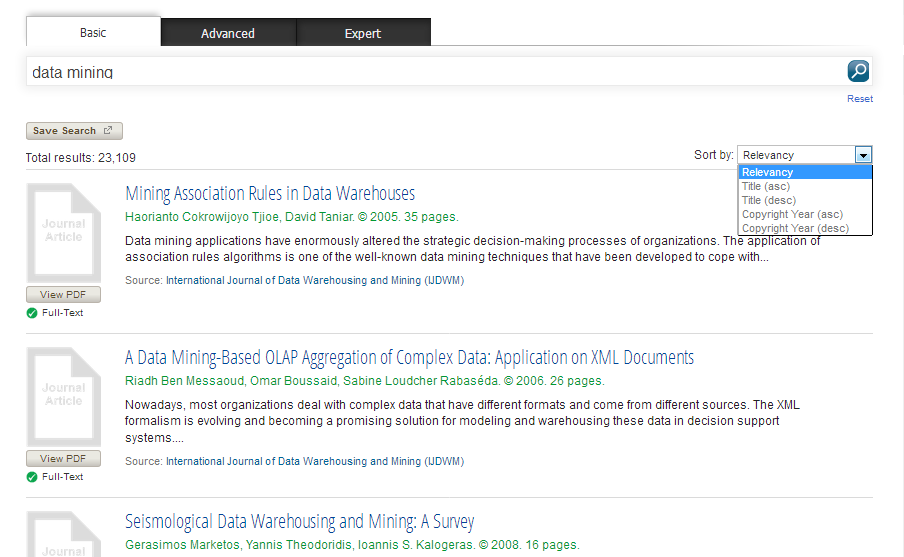 Basic
Advanced
Expert
data mining
Reset
Save Search
Total results: 23,109
Sort by: Relevancy
Relevancy
Title (asc)
Title (desc)
Copyright Year (asc)
Copyright Year (desc)
Journal
Article
View PDF
Full-Text
Mining Association Rules in Data Warehouses
Haorianto Cokrowijoyo Tjioe, David Taniar. © 2005. 35 pages.
Data mining applications have enormously altered the strategic decision-making processes of organizations. The application of
association rules algorithms is one of the well-known data mining techniques that have been developed to cope with...
Source: International Journal of Data Warehousing and Mining (IJDWM)
Journal
Article
View PDF
Full-Text
A Data Mining-Based OLAP Aggregation of Complex Data: Application on XML Documents
Riadh Ben Messaoud, Omar Boussaid, Sabine Loudcher Rabaséda. © 2006. 26 pages.
Nowadays, most organizations deal with complex data that have different formats and come from different sources. The XML
formalism is evolving and becoming a promising solution for modeling and warehousing these data in decision support
systems....
Source: International Journal of Data Warehousing and Mining (IJDWM)
Journal
Seismological Data Warehousing and Mining: A Survey
Gerasimos Marketos, Yannis Theodoridis, Ioannis S. Kalogeras. © 2008. 16 pages.